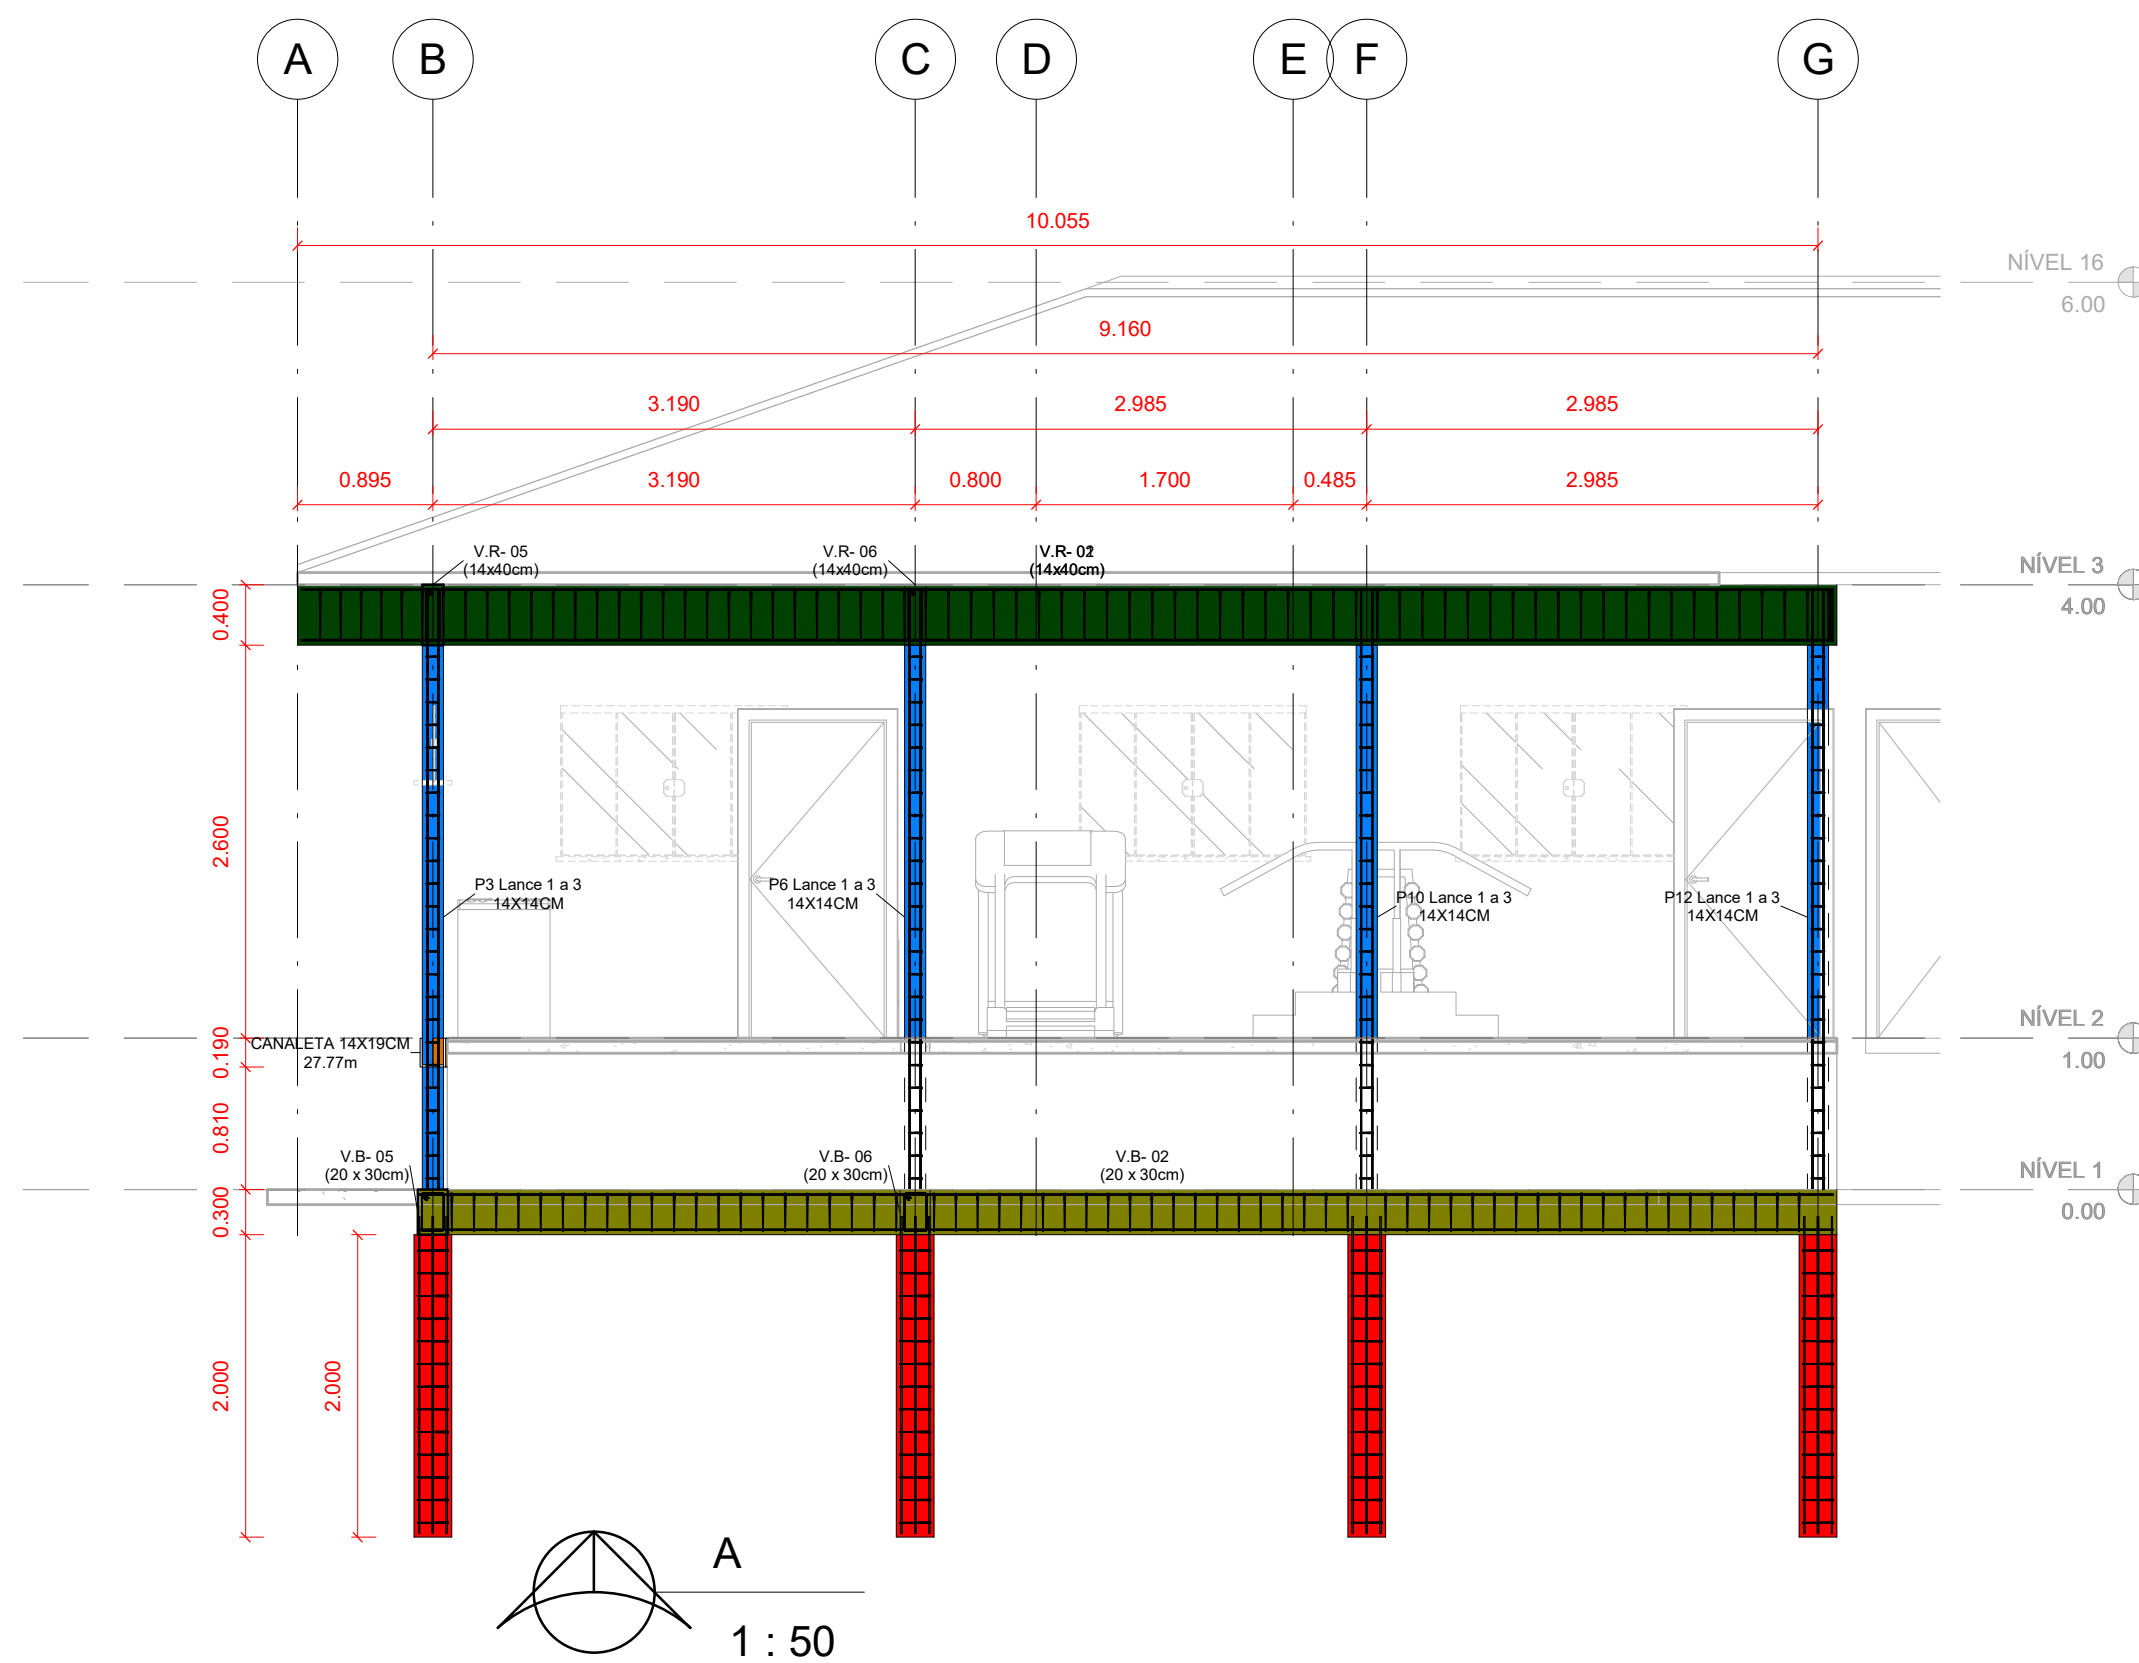 A B C D E F G
10.055
NÍVEL 16
6.00
9.160
3.190 2.985 2.985
0.895 3.190 0.800 1.700 0.485 2.985
V.R- 05
(14x40cm)
V.R- 06
(14x40cm)
(14x40cm)
NÍVEL 3
4.00
0.400
2.600
P3 Lance 1 a 3
14X14CM
P6 Lance 1 a 3
14X14CM
P10 Lance 1 a 3
14X14CM
P12 Lance 1 a 3
14X14CM
NÍVEL 2
1.00
0.190
CANALETA 14X19CM
27.77m
0.810
V.B- 05
(20 x 30cm)
V.B- 06
(20 x 30cm)
V.B- 02
(20 x 30cm)
NÍVEL 1
0.00
0.300
2.000
2.000
A
1 : 50